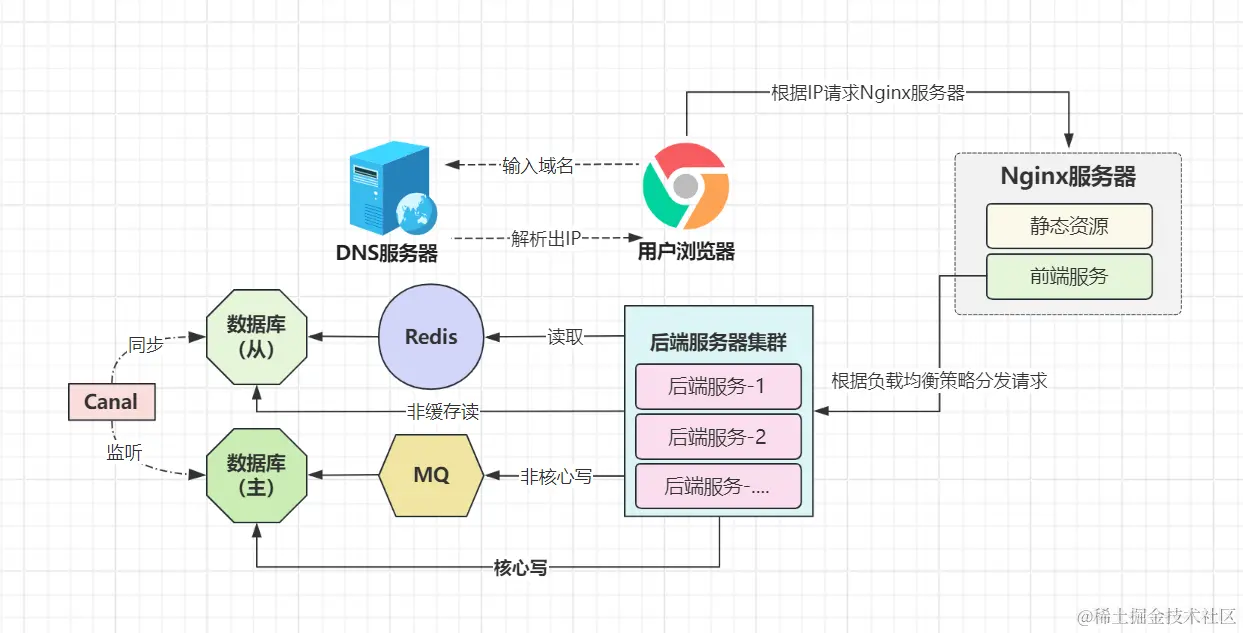 根据IP请求Nginx服务器
输入域名
解析出IP
DNS服务器
用户浏览器
Nginx服务器
静态资源
前端服务
数据库
(从)
Redis
读取
后端服务器集群
同步
后端服务-1
根据负载均衡策略分发请求
Canal
非缓存读
后端服务-2
监听
数据库
(主)
MQ
非核心写
后端服务-....
核心写
@稀土掘金技术社区